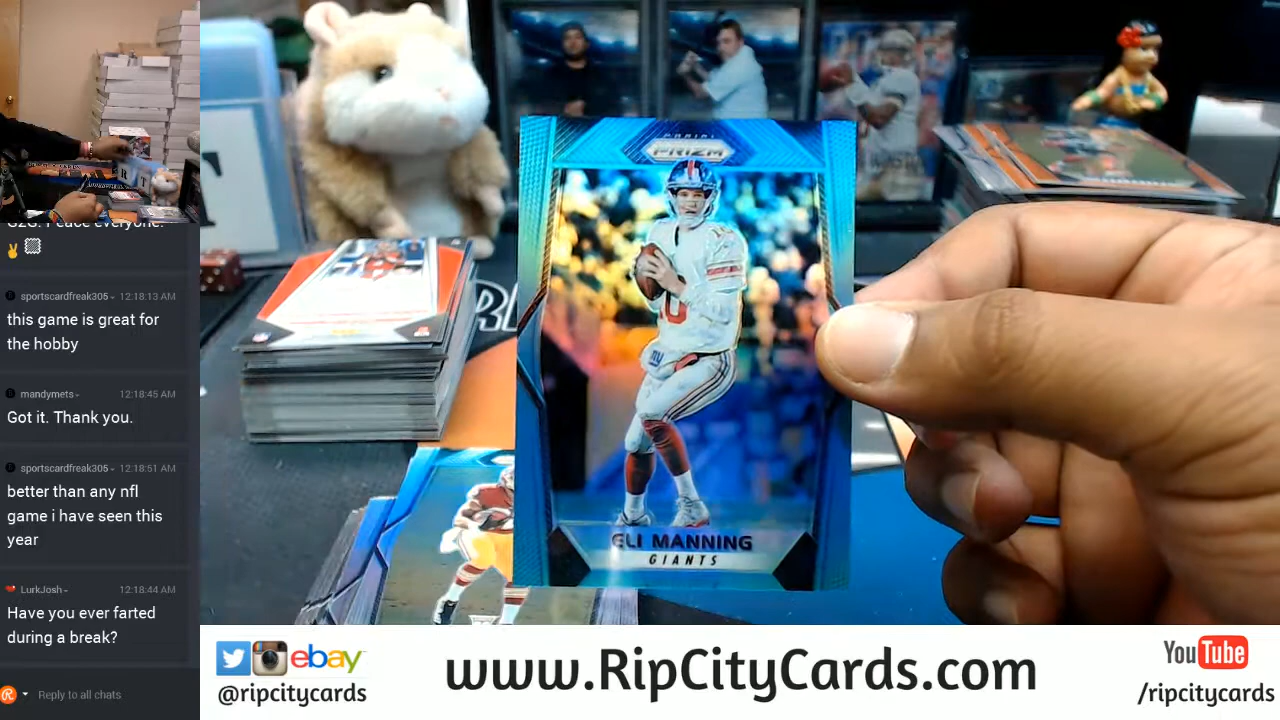 G2G. Peace everyone.
sportscardfreak305 12:18:13 AM
this game is great for
the hobby
mandymets 12:18:45 AM
Got it. Thank you.
sportscardfreak305 12:18:51 AM
better than any nfl
game i have seen this
year
LurkJosh 12:18:44 AM
Have you ever farted
during a break?
Reply to all chats
PANINI
PRIZM
10
ny
ELI MANNING
GIANTS
ebay
@ripcitycards
www.RipCityCards.com
YouTube
/ripcitycards